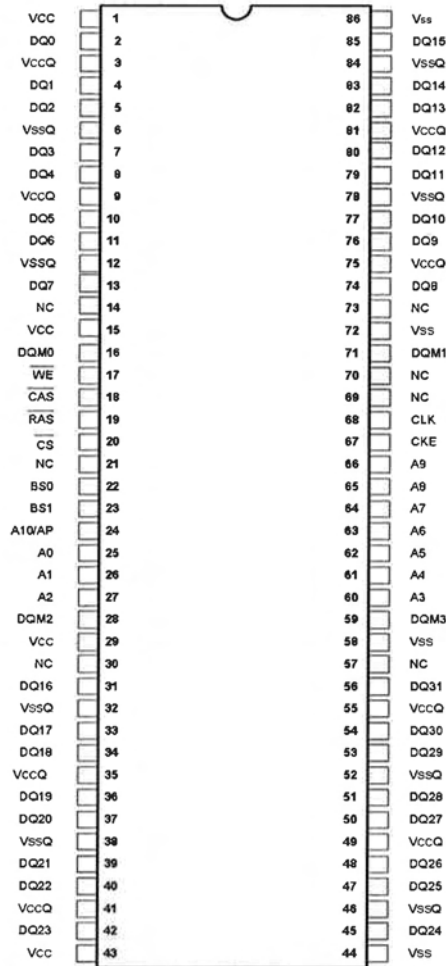 VCC 1 86 Vss
DQ0 2 85 DQ15
VccQ 3 84 VssQ
DQ1 4 83 DQ14
DQ2 5 82 DQ13
VssQ 6 81 VccQ
DQ3 7 80 DQ12
DQ4 8 79 DQ11
VccQ 9 78 VssQ
DQ5 10 77 DQ10
DQ6 11 76 DQ9
VSSQ 12 75 VccQ
DQ7 13 74 DQ8
NC 14 73 NC
VCC 15 72 Vss
DQM0 16 71 DQM1
WE 17 70 NC
CAS 18 69 NC
RAS 19 68 CLK
CS 20 67 CKE
NC 21 66 A9
BS0 22 65 A8
BS1 23 64 A7
A10/AP 24 63 A6
A0 25 62 A5
A1 26 61 A4
A2 27 60 A3
DQM2 28 59 DQM3
Vcc 29 58 Vss
NC 30 57 NC
DQ16 31 56 DQ31
VssQ 32 55 VccQ
DQ17 33 54 DQ30
DQ18 34 53 DQ29
VccQ 35 52 VssQ
DQ19 36 51 DQ28
DQ20 37 50 DQ27
VssQ 38 49 VccQ
DQ21 39 48 DQ26
DQ22 40 47 DQ25
VccQ 41 46 VssQ
DQ23 42 45 DQ24
Vcc 43 44 Vss